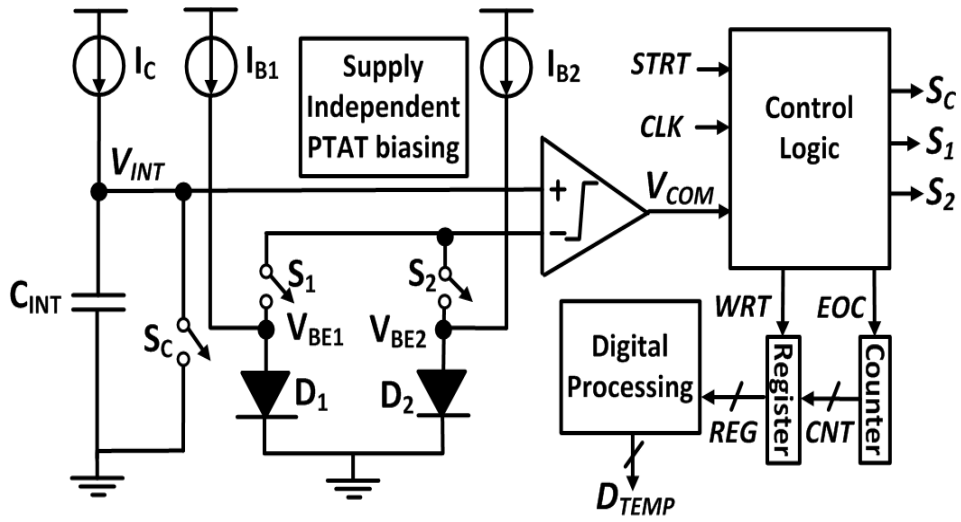 I_C
I_B1
Supply
Independent
PTAT biasing
I_B2
STRT
CLK
Control
Logic
S_C
S_1
S_2
V_INT
+
−
V_COM
C_INT
S_C
S_1
S_2
V_BE1
V_BE2
D_1
D_2
WRT
EOC
Digital
Processing
REG
Register
CNT
Counter
D_TEMP